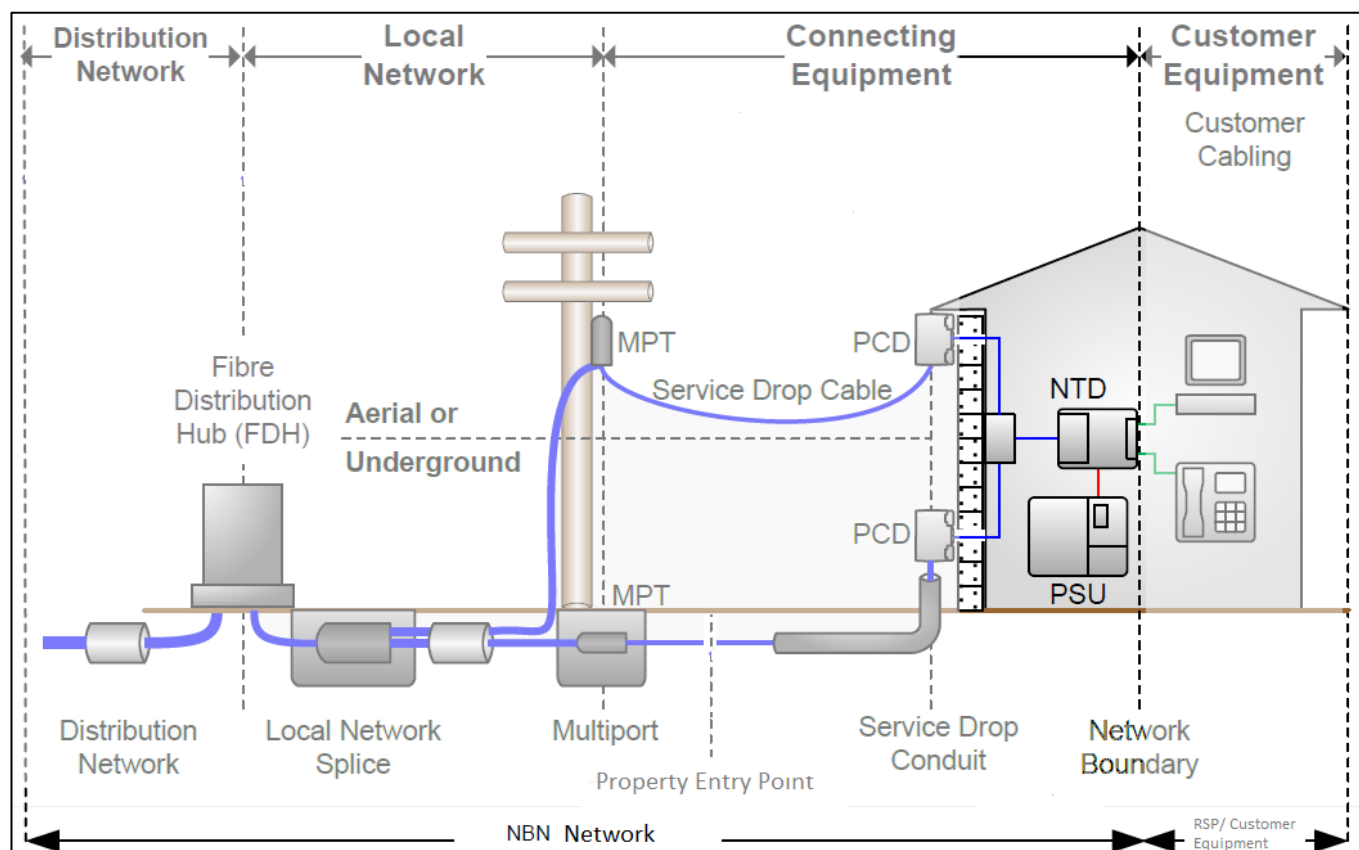 Distribution
Network
Local
Network
Connecting
Equipment
Customer
Equipment
Customer
Cabling
MPT
PCD
Service Drop Cable
NTD
Fibre
Distribution
Hub (FDH)
Aerial or
Underground
PCD
PSU
MPT
Distribution
Network
Local Network
Splice
Multiport
Service Drop
Conduit
Network
Boundary
Property Entry Point
NBN Network
RSP/ Customer
Equipment